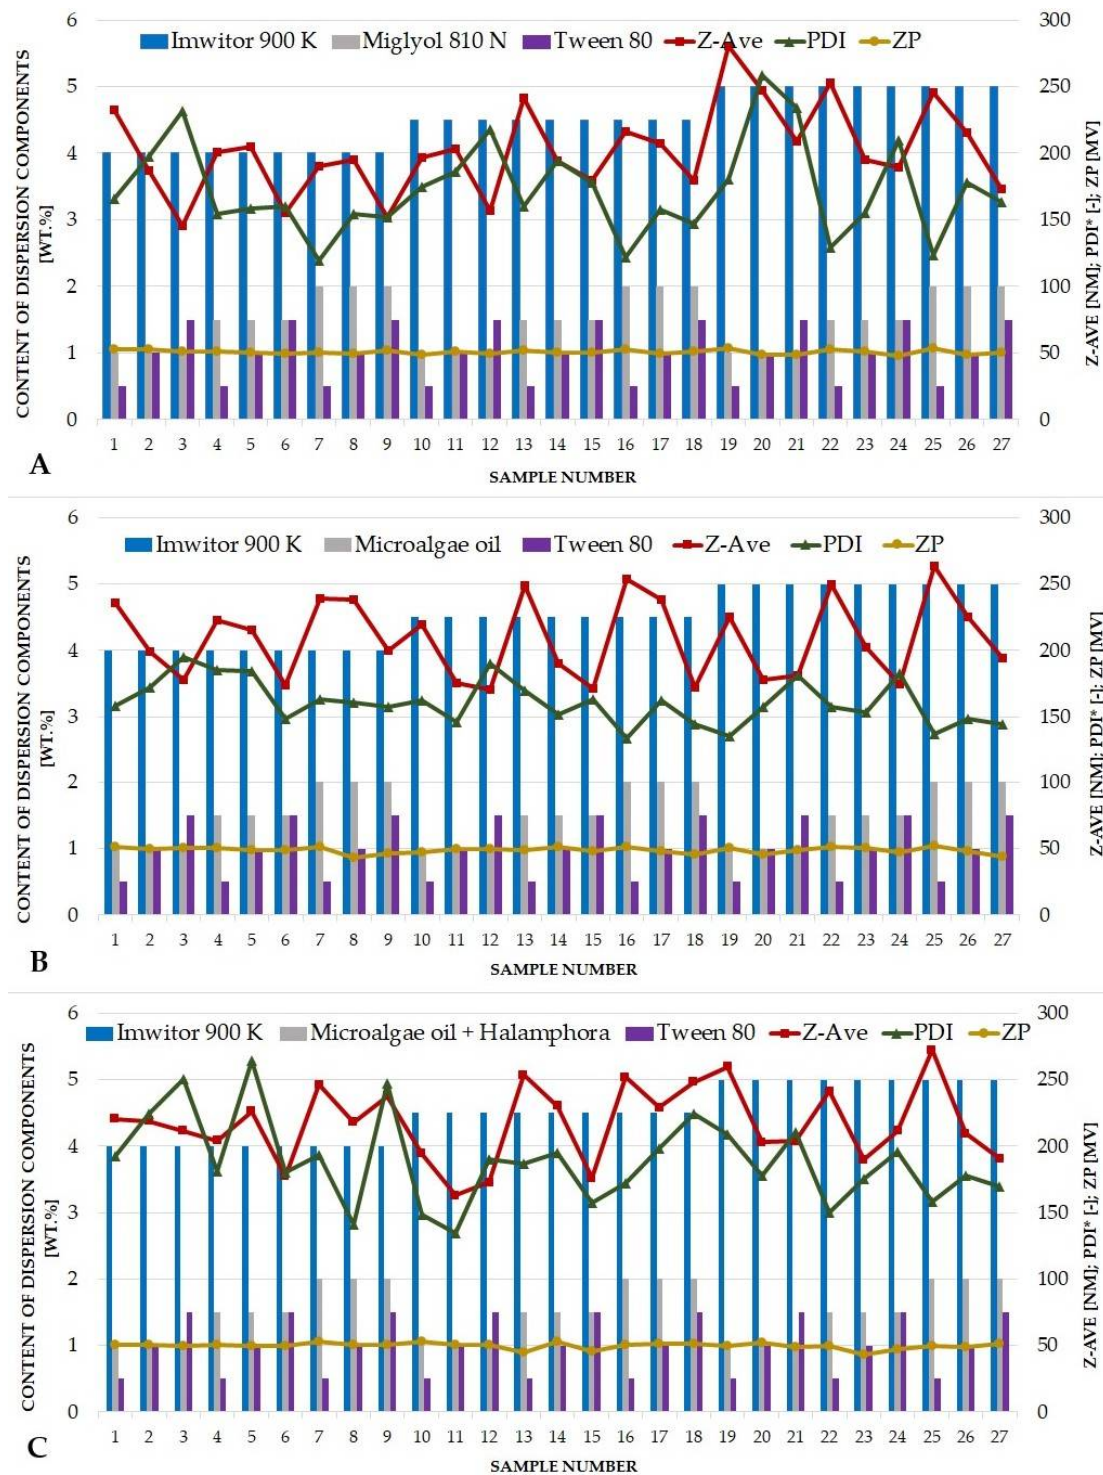 6 300
Imwitor 900 K Miglyol 810 N Tween 80 Z-Ave PDI ZP
5 250
4 200
3 150
2 100
1 50
0 0
CONTENT OF DISPERSION COMPONENTS
[WT.%]
Z-AVE [NM]; PDI* [-]; ZP [MV]
1 2 3 4 5 6 7 8 9 10 11 12 13 14 15 16 17 18 19 20 21 22 23 24 25 26 27
A
SAMPLE NUMBER
6 300
Imwitor 900 K Microalgae oil Tween 80 Z-Ave PDI ZP
5 250
4 200
3 150
2 100
1 50
0 0
CONTENT OF DISPERSION COMPONENTS
[WT.%]
Z-AVE [NM]; PDI* [-]; ZP [MV]
1 2 3 4 5 6 7 8 9 10 11 12 13 14 15 16 17 18 19 20 21 22 23 24 25 26 27
B
SAMPLE NUMBER
6 300
Imwitor 900 K Microalgae oil + Halamphora Tween 80 Z-Ave PDI ZP
5 250
4 200
3 150
2 100
1 50
0 0
CONTENT OF DISPERSION COMPONENTS
[WT.%]
Z-AVE [NM]; PDI* [-]; ZP [MV]
1 2 3 4 5 6 7 8 9 10 11 12 13 14 15 16 17 18 19 20 21 22 23 24 25 26 27
C
SAMPLE NUMBER